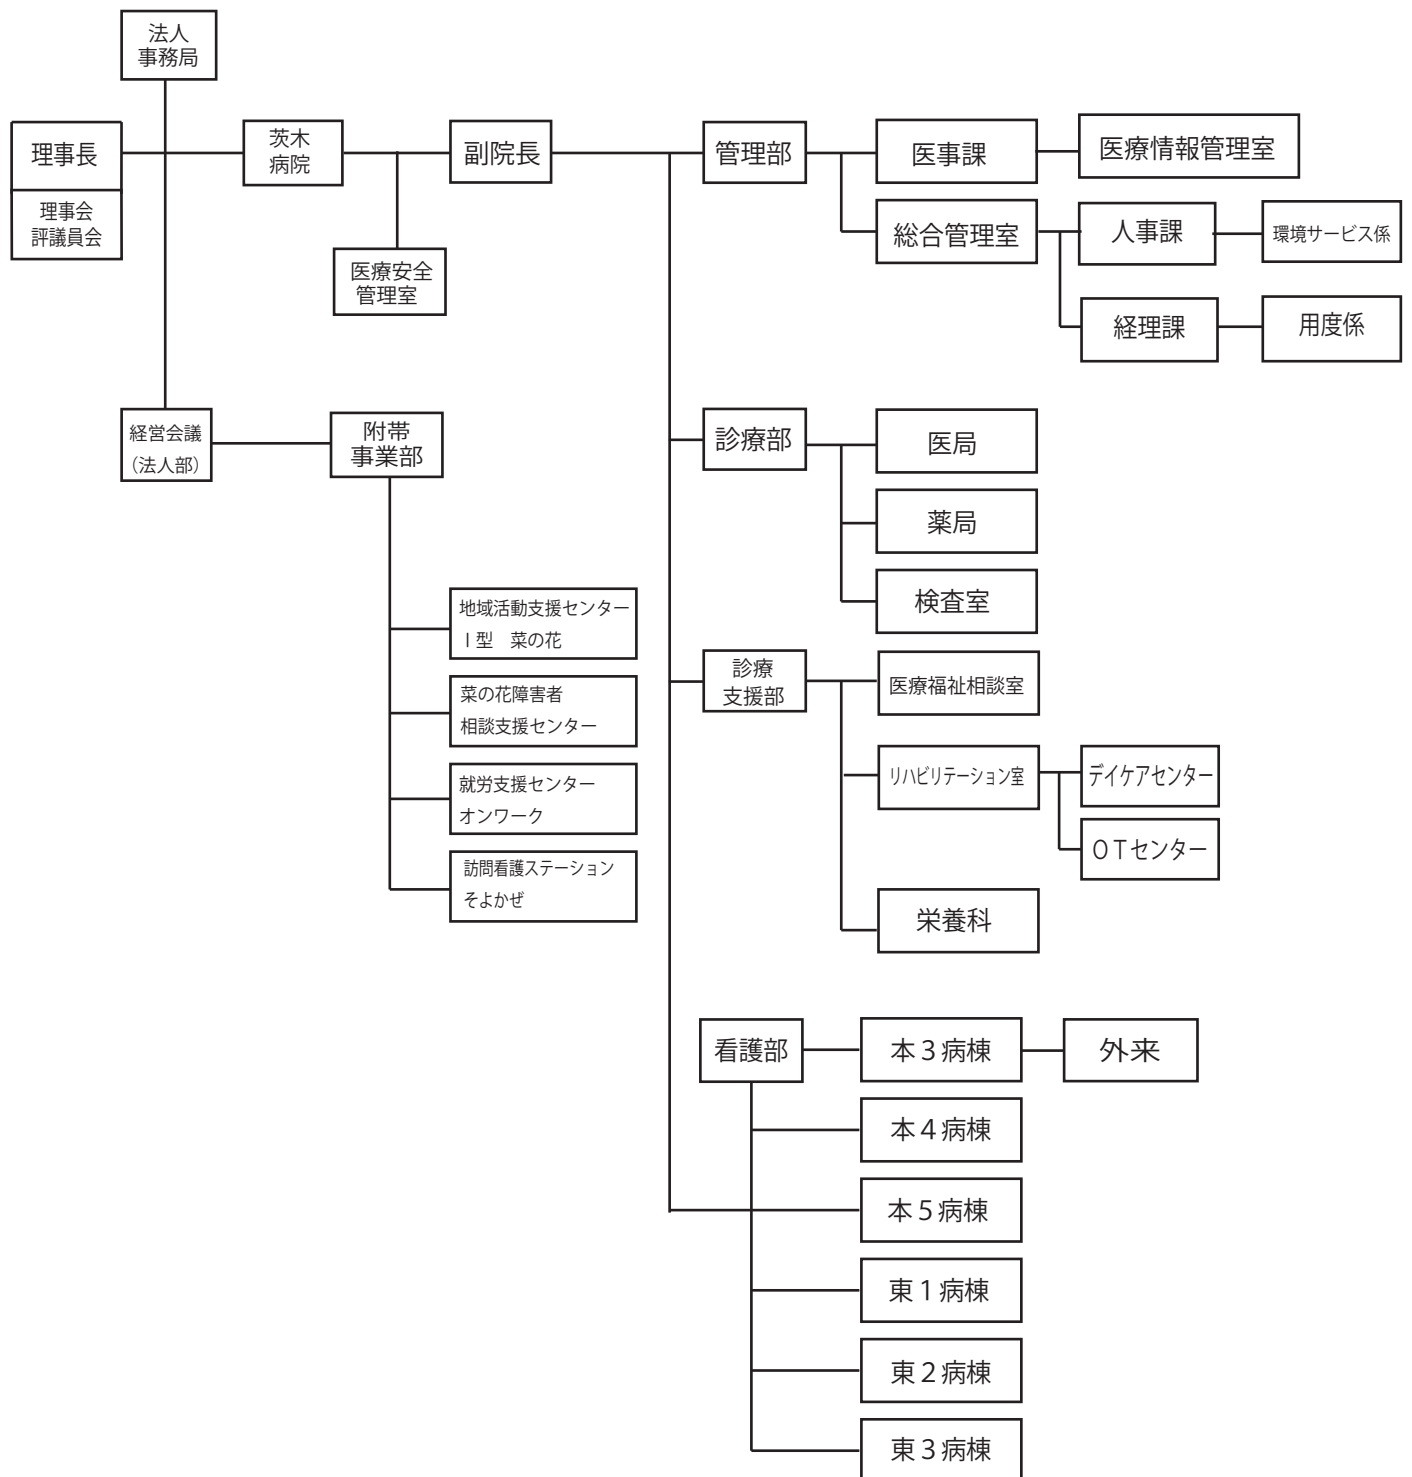 法人
事務局
理事長
理事会
評議員会
茨木
病院
副院長
医療安全
管理室
管理部
医事課
医療情報管理室
総合管理室
人事課
環境サービス係
経理課
用度係
経営会議
（法人部）
附帯
事業部
地域活動支援センター
Ⅰ型　菜の花
菜の花障害者
相談支援センター
就労支援センター
オンワーク
訪問看護ステーション
そよかぜ
診療部
医局
薬局
検査室
診療
支援部
医療福祉相談室
リハビリテーション室
デイケアセンター
ＯＴセンター
栄養科
看護部
本３病棟
外来
本４病棟
本５病棟
東１病棟
東２病棟
東３病棟